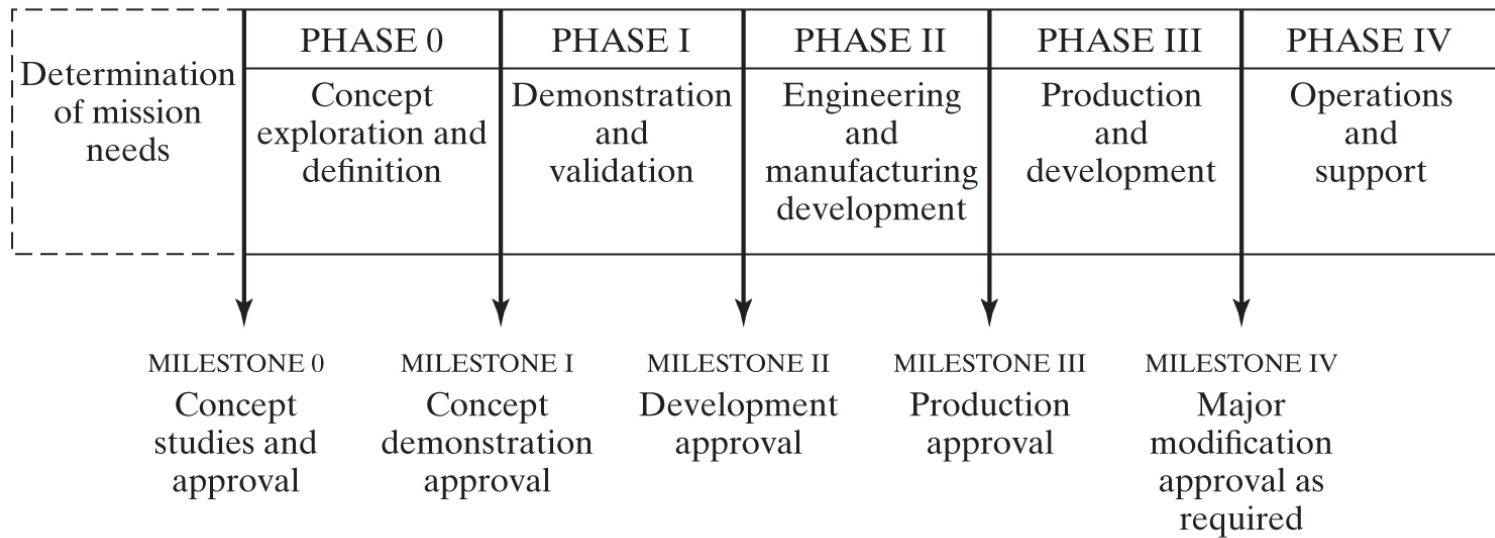 Determination
of mission
needs
PHASE 0
Concept
exploration and
definition
PHASE I
Demonstration
and
validation
PHASE II
Engineering
and
manufacturing
development
PHASE III
Production
and
development
PHASE IV
Operations
and
support
MILESTONE 0
Concept
studies and
approval
MILESTONE I
Concept
demonstration
approval
MILESTONE II
Development
approval
MILESTONE III
Production
approval
MILESTONE IV
Major
modification
approval as
required